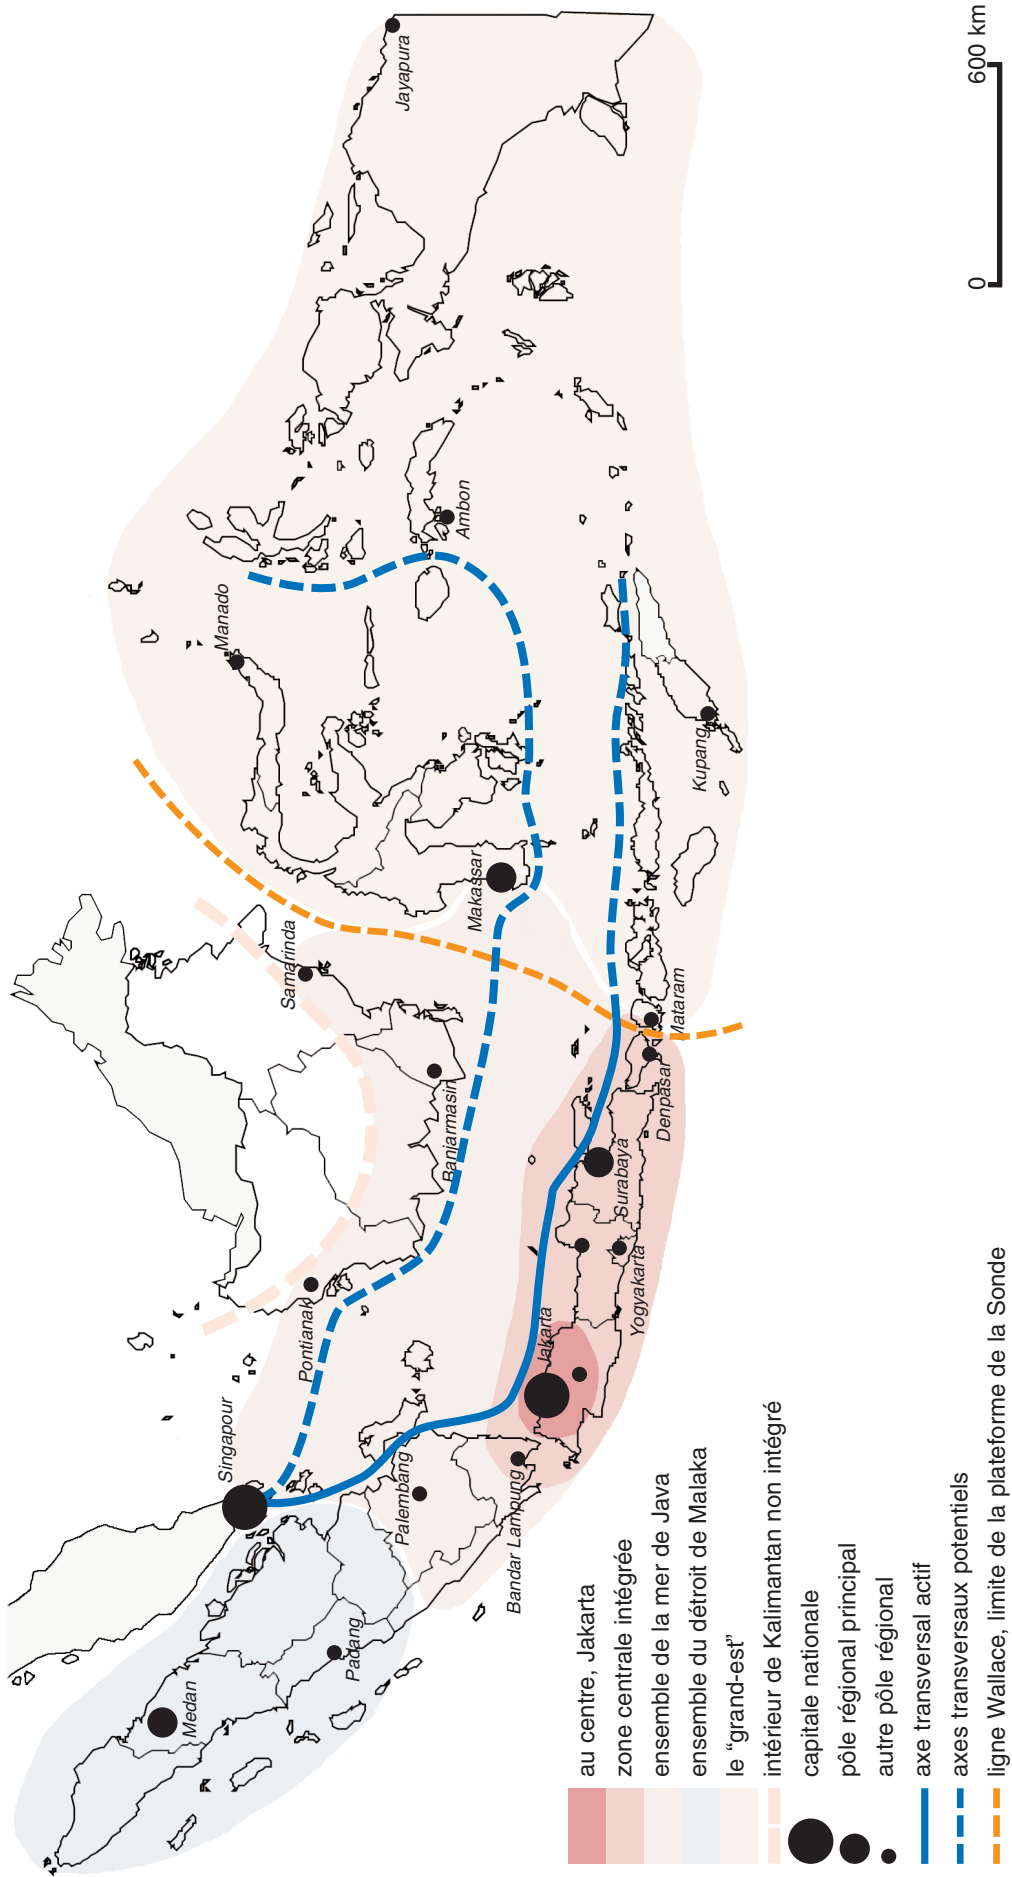 Jayapura
Manado
Ambon
Kupang
Makassar
Samarinda
Mataram
Denpasar
Banjarmasin
Surabaya
Pontianak
Yogyakarta
Jakarta
Singapour
Palembang
Bandar Lampung
Padang
Medan
au centre, Jakarta
zone centrale intégrée
ensemble de la mer de Java
ensemble du détroit de Malaka
le “grand-est”
intérieur de Kalimantan non intégré
capitale nationale
pôle régional principal
autre pôle régional
axe transversal actif
axes transversaux potentiels
ligne Wallace, limite de la plateforme de la Sonde
0 600 km